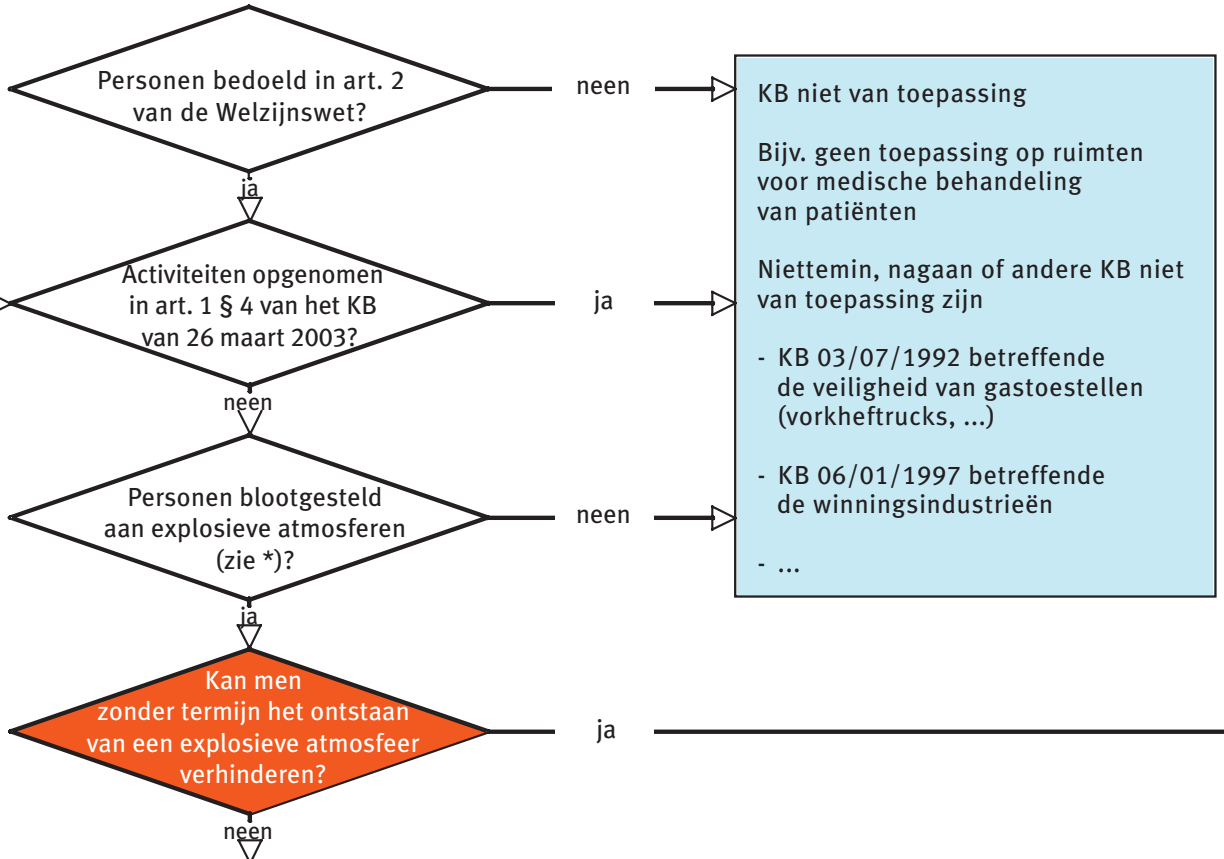 Personen bedoeld in art. 2
van de Welzijnswet?
neen
ja
Activiteiten opgenomen
in art. 1 § 4 van het KB
van 26 maart 2003?
ja
neen
Personen blootgesteld
aan explosieve atmosferen
(zie *)?
neen
ja
Kan men
zonder termijn het ontstaan
van een explosieve atmosfeer
verhinderen?
ja
neen
KB niet van toepassing
Bijv. geen toepassing op ruimten
voor medische behandeling
van patiënten
Niettemin, nagaan of andere KB niet
van toepassing zijn
- KB 03/07/1992 betreffende
de veiligheid van gastoestellen
(vorkheftrucks, ...)
- KB 06/01/1997 betreffende
de winningsindustrieën
- ...